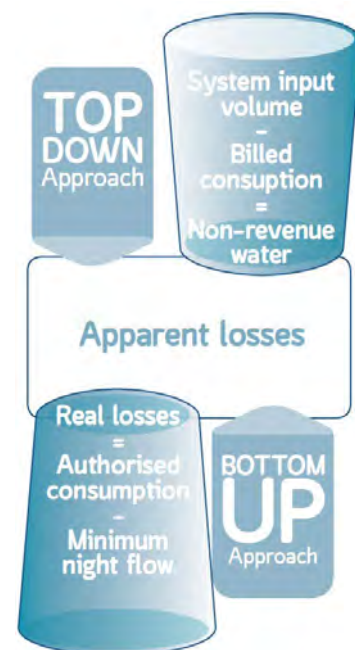 TOP
DOWN
Approach
System input
volume
-
Billed
consuption
=
Non-revenue
water
Apparent losses
Real losses
=
Authorised
consumption
-
Minimum
night flow
BOTTOM
UP
Approach